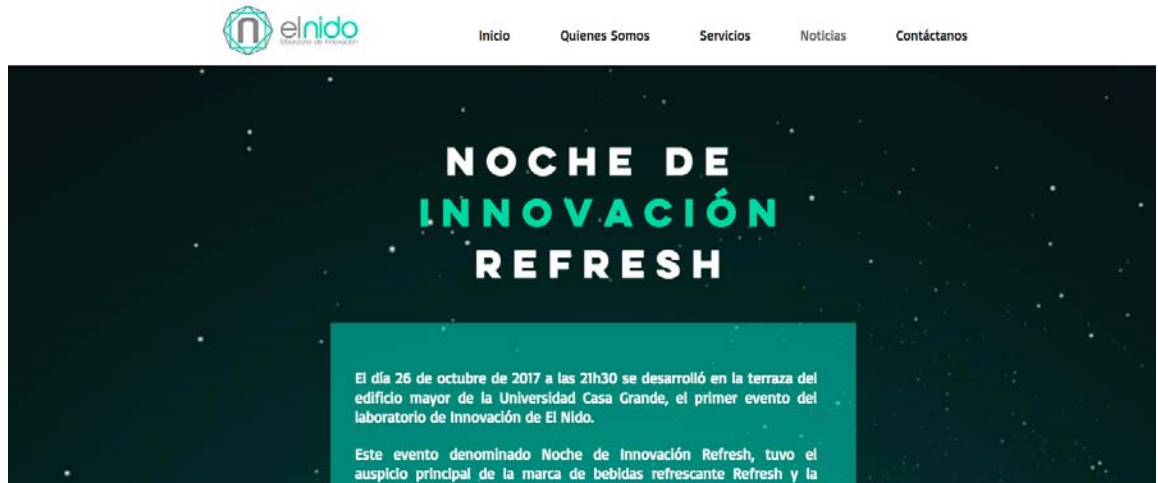 elnido
laboratorio de innovación
Inicio Quienes Somos Servicios Noticias Contáctanos
NOCHE DE
INNOVACIÓN
REFRESH
El día 26 de octubre de 2017 a las 21h30 se desarrolló en la terraza del
edificio mayor de la Universidad Casa Grande, el primer evento del
laboratorio de Innovación de El Nido.
Este evento denominado Noche de Innovación Refresh, tuvo el
auspicio principal de la marca de bebidas refrescante Refresh y la